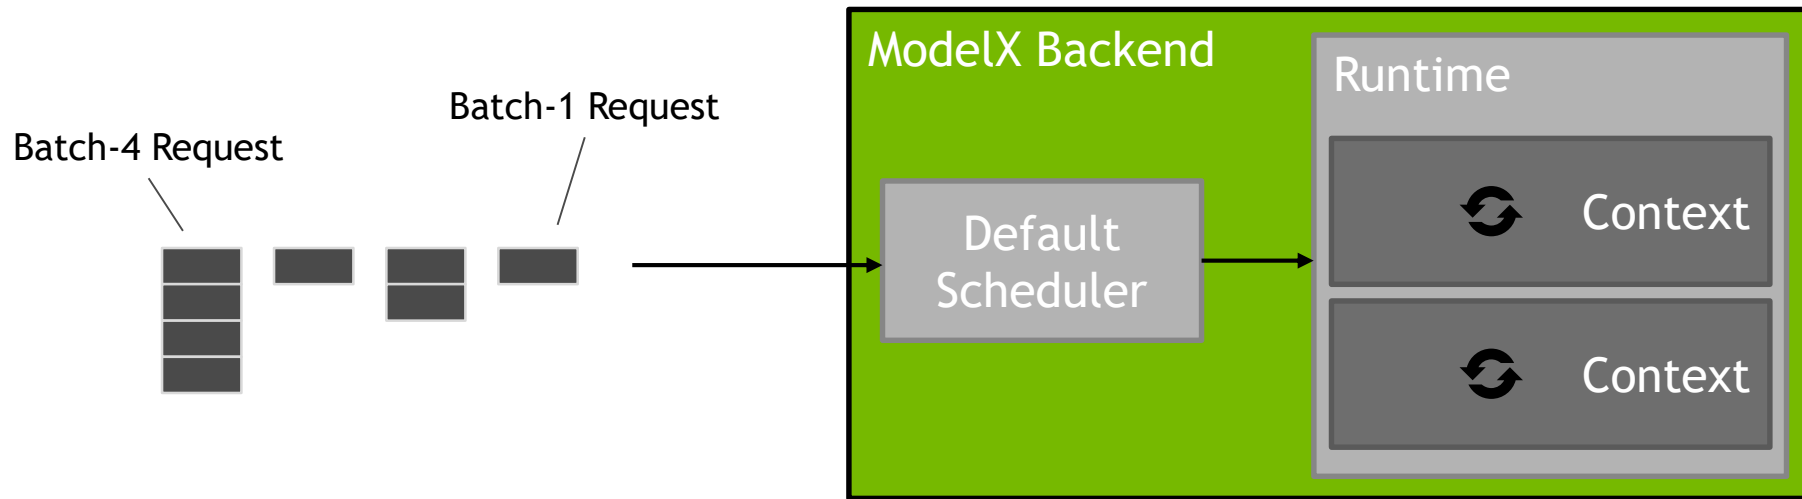 Batch-4 Request
Batch-1 Request
ModelX Backend
Default
Scheduler
Runtime
Context
Context